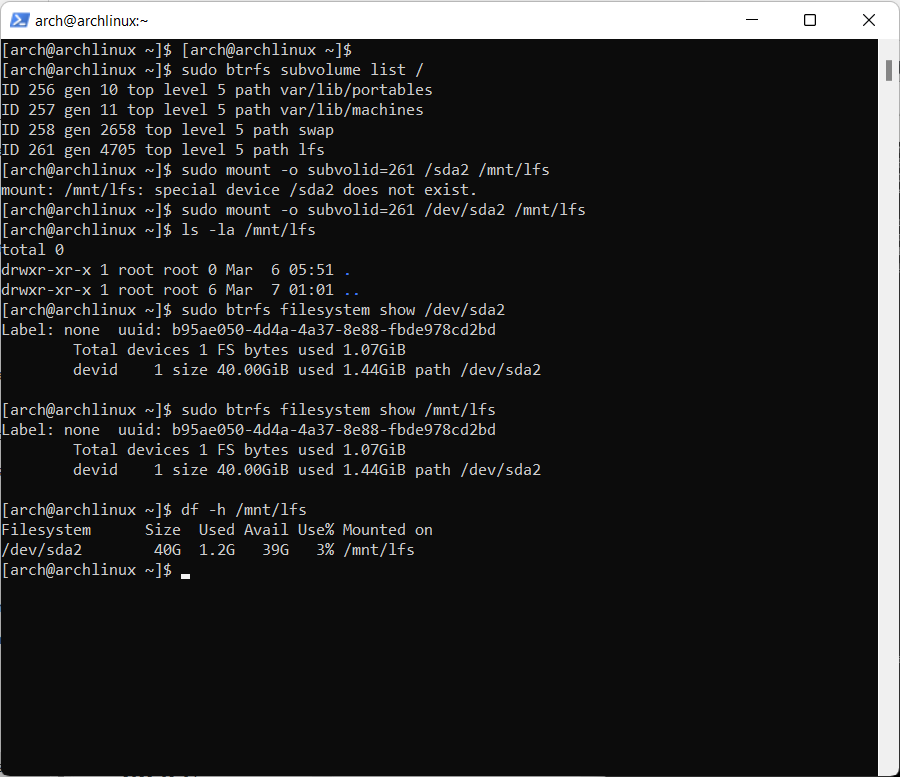 arch@archlinux:~
[arch@archlinux ~]$ [arch@archlinux ~]$
[arch@archlinux ~]$ sudo btrfs subvolume list /
ID 256 gen 10 top level 5 path var/lib/portables
ID 257 gen 11 top level 5 path var/lib/machines
ID 258 gen 2658 top level 5 path swap
ID 261 gen 4705 top level 5 path lfs
[arch@archlinux ~]$ sudo mount -o subvolid=261 /sda2 /mnt/lfs
mount: /mnt/lfs: special device /sda2 does not exist.
[arch@archlinux ~]$ sudo mount -o subvolid=261 /dev/sda2 /mnt/lfs
[arch@archlinux ~]$ ls -la /mnt/lfs
total 0
drwxr-xr-x 1 root root 0 Mar  6 05:51 .
drwxr-xr-x 1 root root 6 Mar  7 01:01 ..
[arch@archlinux ~]$ sudo btrfs filesystem show /dev/sda2
Label: none  uuid: b95ae050-4d4a-4a37-8e88-fbde978cd2bd
        Total devices 1 FS bytes used 1.07GiB
        devid    1 size 40.00GiB used 1.44GiB path /dev/sda2
[arch@archlinux ~]$ sudo btrfs filesystem show /mnt/lfs
Label: none  uuid: b95ae050-4d4a-4a37-8e88-fbde978cd2bd
        Total devices 1 FS bytes used 1.07GiB
        devid    1 size 40.00GiB used 1.44GiB path /dev/sda2
[arch@archlinux ~]$ df -h /mnt/lfs
Filesystem      Size  Used Avail Use% Mounted on
/dev/sda2        40G  1.2G   39G   3% /mnt/lfs
[arch@archlinux ~]$